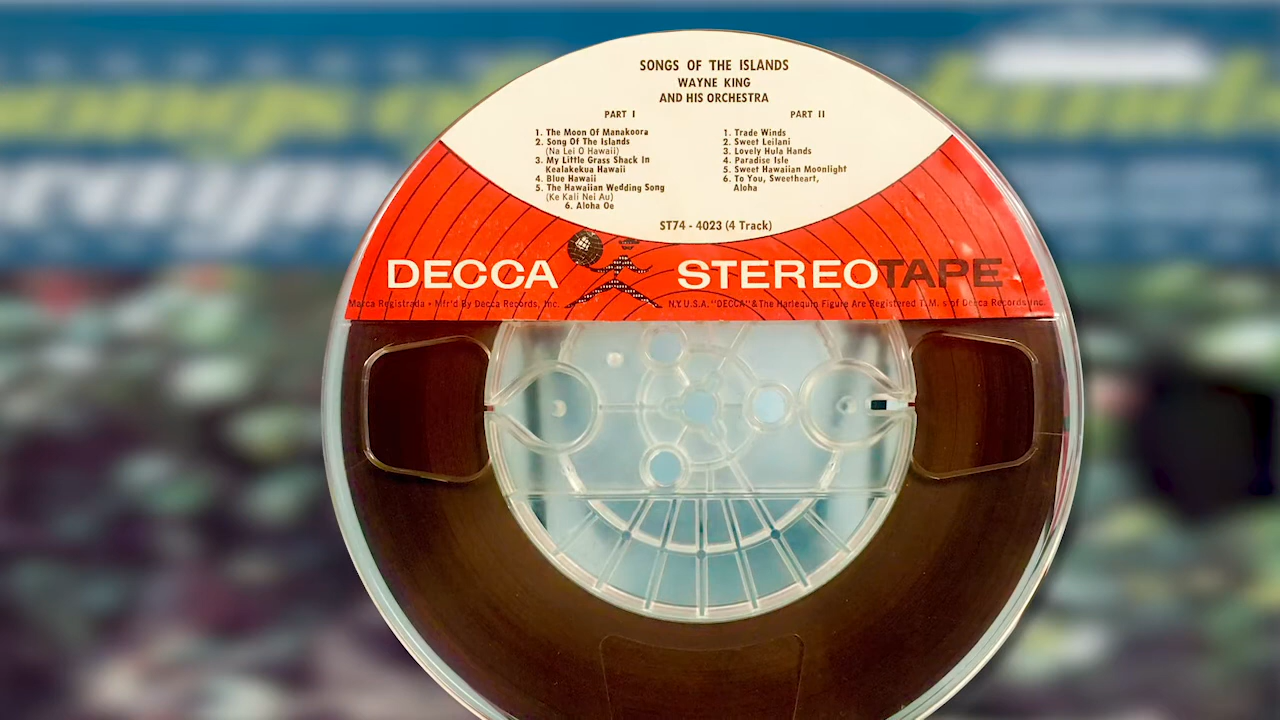 SONGS OF THE ISLANDS
WAYNE KING
AND HIS ORCHESTRA
PART I
1. The Moon Of Manakoora
2. Song Of The Islands
(Na Lei O Hawaii)
3. My Little Grass Shack In
Kealakekua Hawaii
4. Blue Hawaii
5. The Hawaiian Wedding Song
(Ke Kali Nei Au)
6. Aloha Oe
PART II
1. Trade Winds
2. Sweet Leilani
3. Lovely Hula Hands
4. Paradise Isle
5. Sweet Hawaiian Moonlight
6. To You, Sweetheart,
Aloha
ST74 - 4023 (4 Track)
DECCA STEREOTAPE
Marca Registrada • Mfr'd By Decca Records, Inc. N.Y. U.S.A. "DECCA" & The Harlequin Figure Are Registered T.M. s of Decca Records Inc.